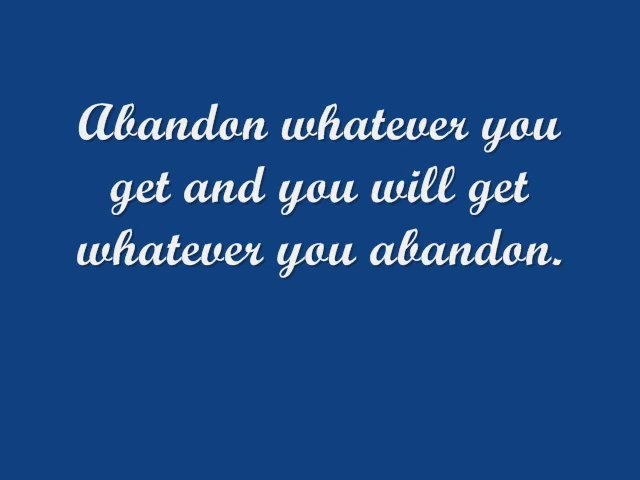 Abandon whatever you
get and you will get
whatever you abandon.